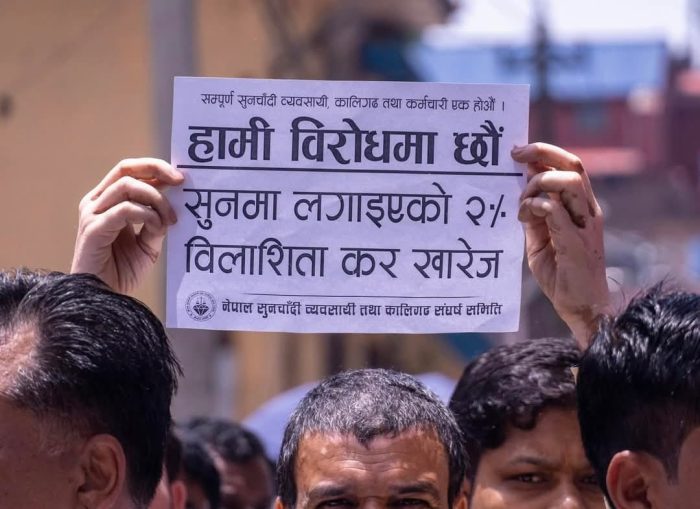 सम्पूर्ण सुनचाँदी व्यवसायी, कालिगढ तथा कर्मचारी एक होऔं ।
हामी विरोधमा छौं
सुनमा लगाइएको २%
विलाशिता कर खारेज
नेपाल सुनचाँदी व्यवसायी तथा कालिगढ संघर्ष समिति